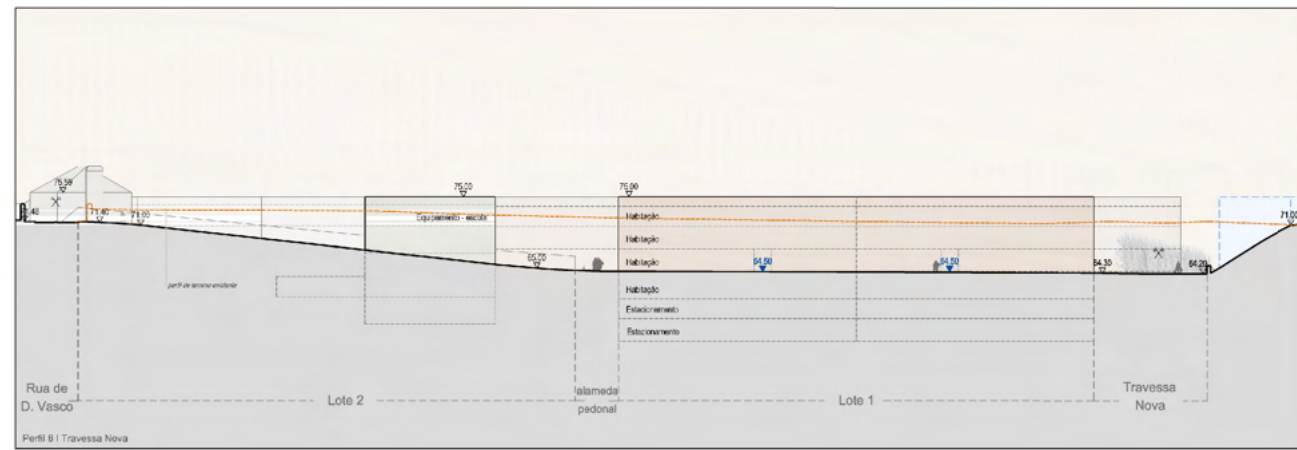 75.59
75.00
75.00
71.40
71.00
Equipamento - escola
Habitação
71.00
Habitação
65.00
Habitação
64.50
64.50
64.30
64.20
perfil de terreno existente
Habitação
Estacionamento
Estacionamento
Rua de
D. Vasco
Lote 2
alameda
pedonal
Lote 1
Travessa
Nova
Perfil 6 | Travessa Nova